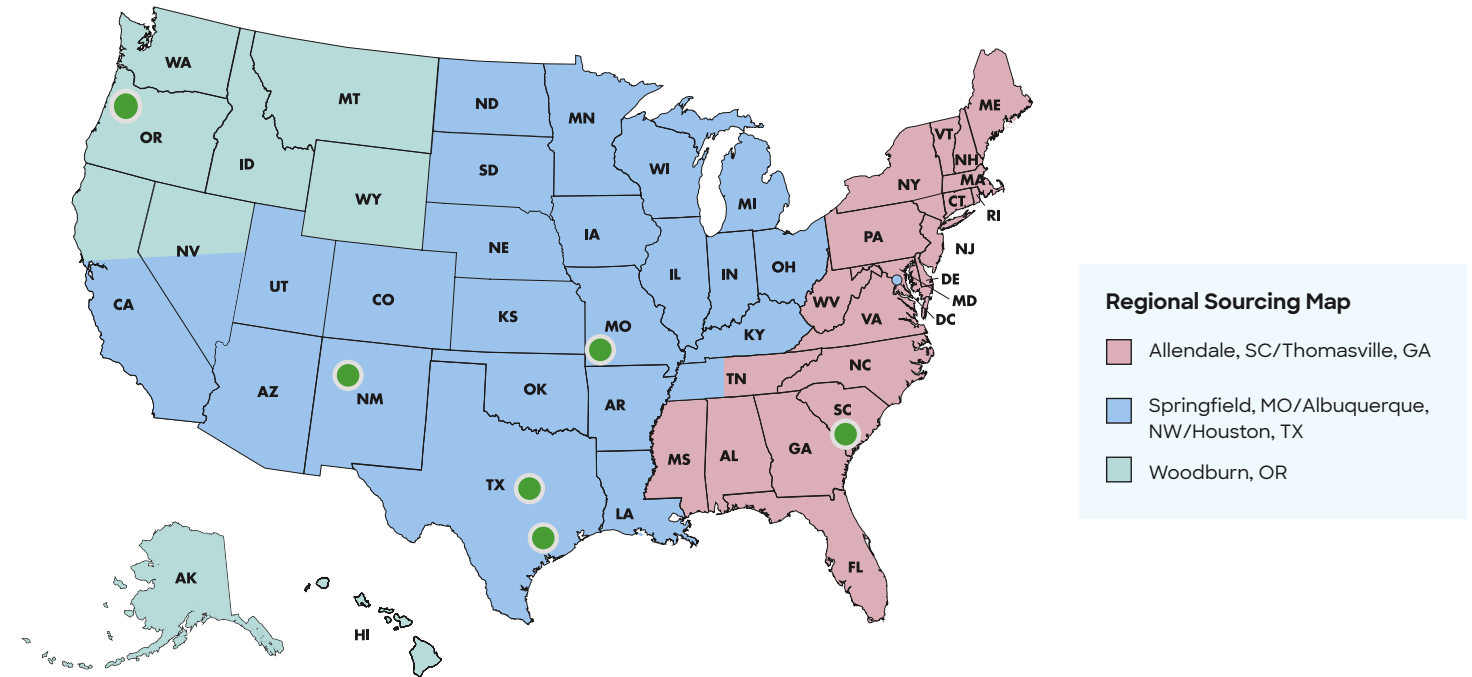 WA
MT
ND
MN
ME
OR
ID
SD
WI
VT
NH
MA
NY
CT
RI
WY
MI
NV
NE
IA
PA
NJ
UT
CO
IL
IN
OH
DE
MD
DC
CA
KS
MO
WV
VA
KY
AZ
NM
OK
AR
TN
NC
SC
TX
LA
MS
AL
GA
FL
AK
HI
Regional Sourcing Map
Allendale, SC/Thomasville, GA
Springfield, MO/Albuquerque,
NW/Houston, TX
Woodburn, OR